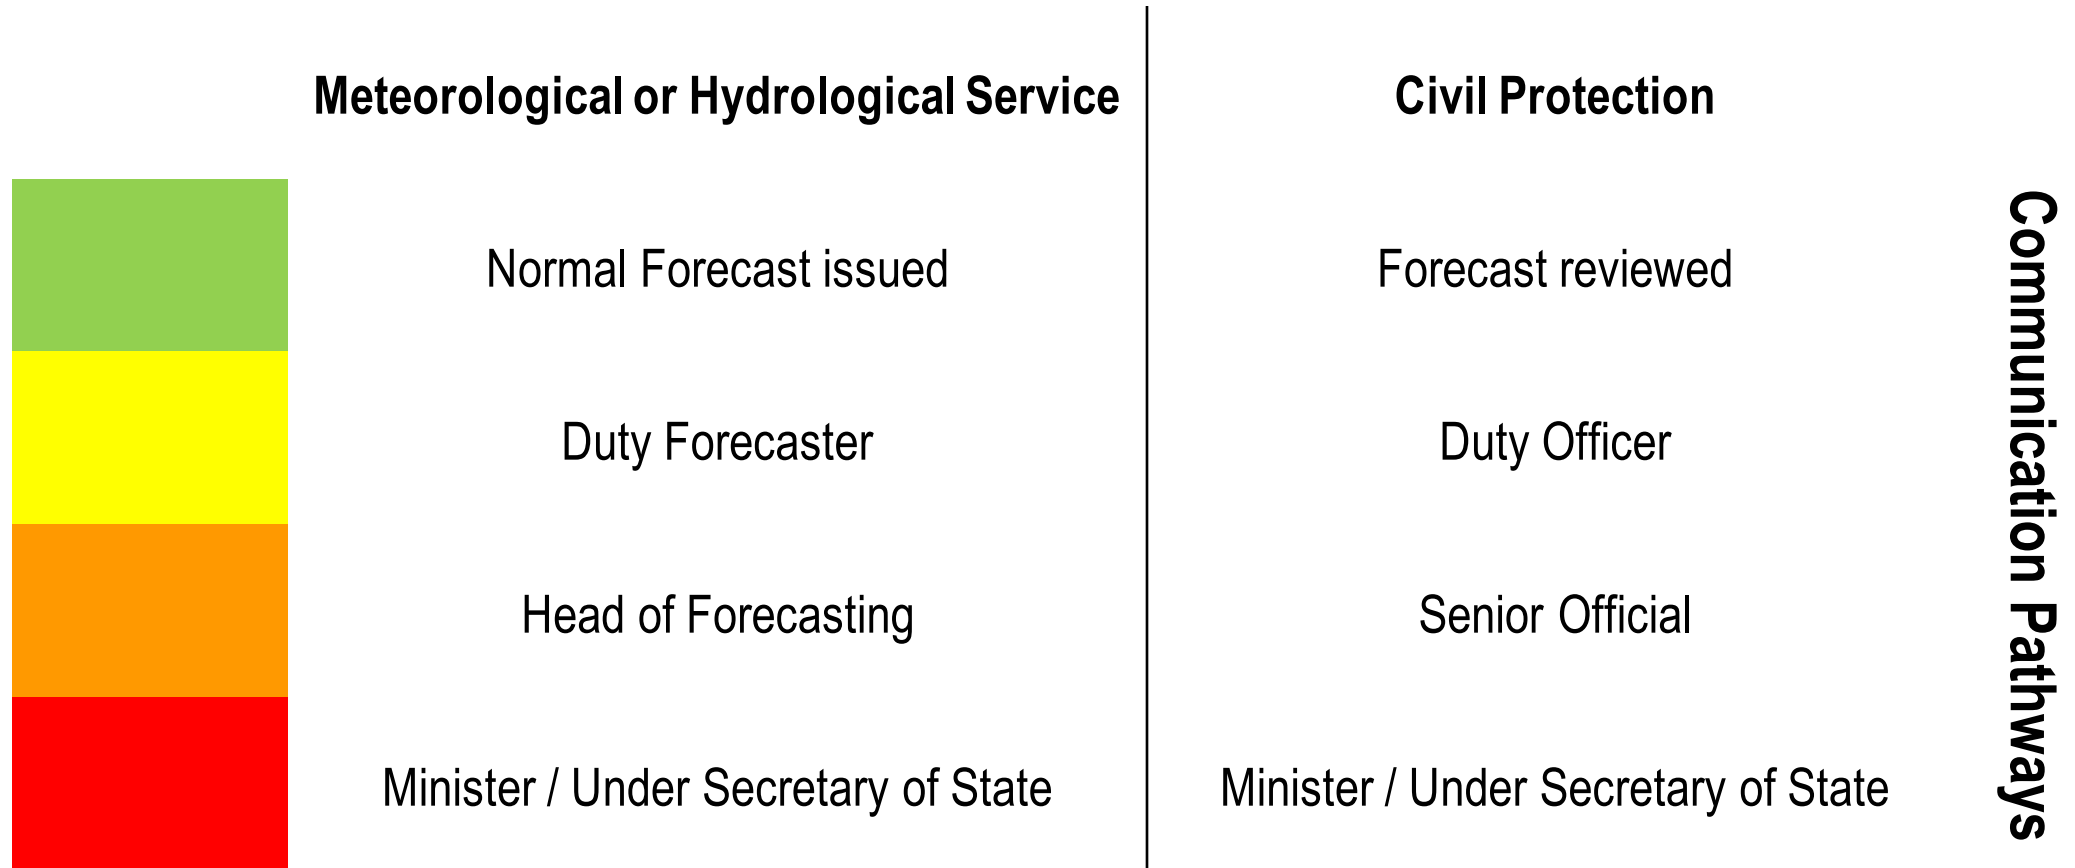 Meteorological or Hydrological Service
Civil Protection
Normal Forecast issued
Forecast reviewed
Duty Forecaster
Duty Officer
Head of Forecasting
Senior Official
Minister / Under Secretary of State
Minister / Under Secretary of State
Communication Pathways